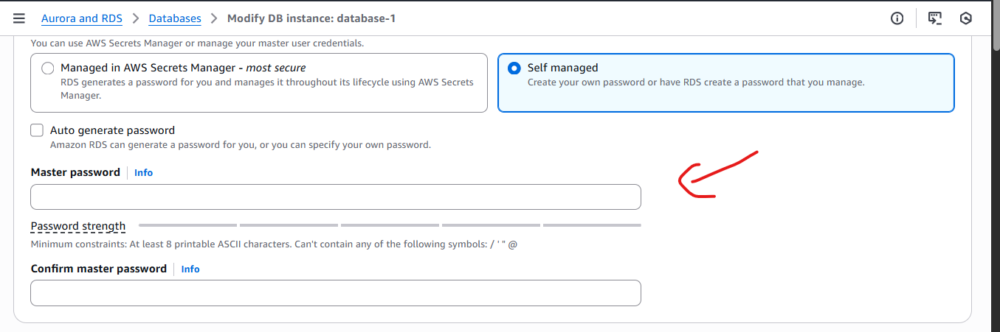 Aurora and RDS > Databases > Modify DB instance: database-1
You can use AWS Secrets Manager or manage your master user credentials.
Managed in AWS Secrets Manager - most secure
RDS generates a password for you and manages it throughout its lifecycle using AWS Secrets
Manager.
Self managed
Create your own password or have RDS create a password that you manage.
Auto generate password
Amazon RDS can generate a password for you, or you can specify your own password.
Master password | Info
Password strength
Minimum constraints: At least 8 printable ASCII characters. Can't contain any of the following symbols: / ' " @
Confirm master password | Info